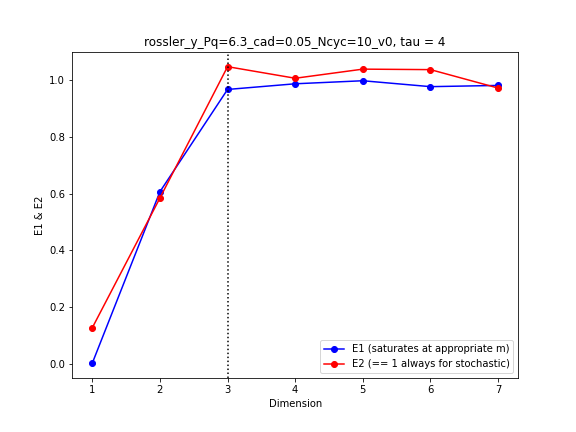 rossler_y_Pq=6.3_cad=0.05_Ncyc=10_v0, tau = 4
1.0
0.8
0.6
0.4
0.2
0.0
E1 & E2
E1 (saturates at appropriate m)
E2 (== 1 always for stochastic)
1 2 3 4 5 6 7
Dimension